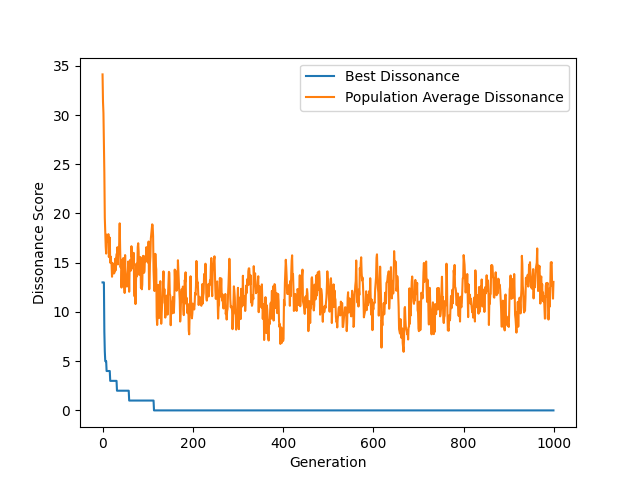 Best Dissonance
Population Average Dissonance
Dissonance Score
35
30
25
20
15
10
5
0
0 200 400 600 800 1000
Generation